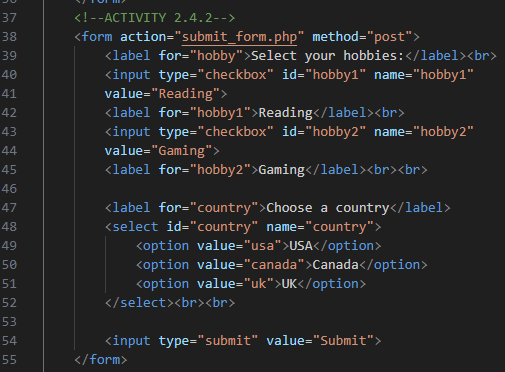 36 </form>
37 <!--ACTIVITY 2.4.2-->
38 <form action="submit_form.php" method="post">
39 <label for="hobby">Select your hobbies:</label><br>
40 <input type="checkbox" id="hobby1" name="hobby1"
41 value="Reading">
42 <label for="hobby1">Reading</label><br>
43 <input type="checkbox" id="hobby2" name="hobby2"
44 value="Gaming">
45 <label for="hobby2">Gaming</label><br><br>
46
47 <label for="country">Choose a country</label>
48 <select id="country" name="country">
49 <option value="usa">USA</option>
50 <option value="canada">Canada</option>
51 <option value="uk">UK</option>
52 </select><br><br>
53
54 <input type="submit" value="Submit">
55 </form>